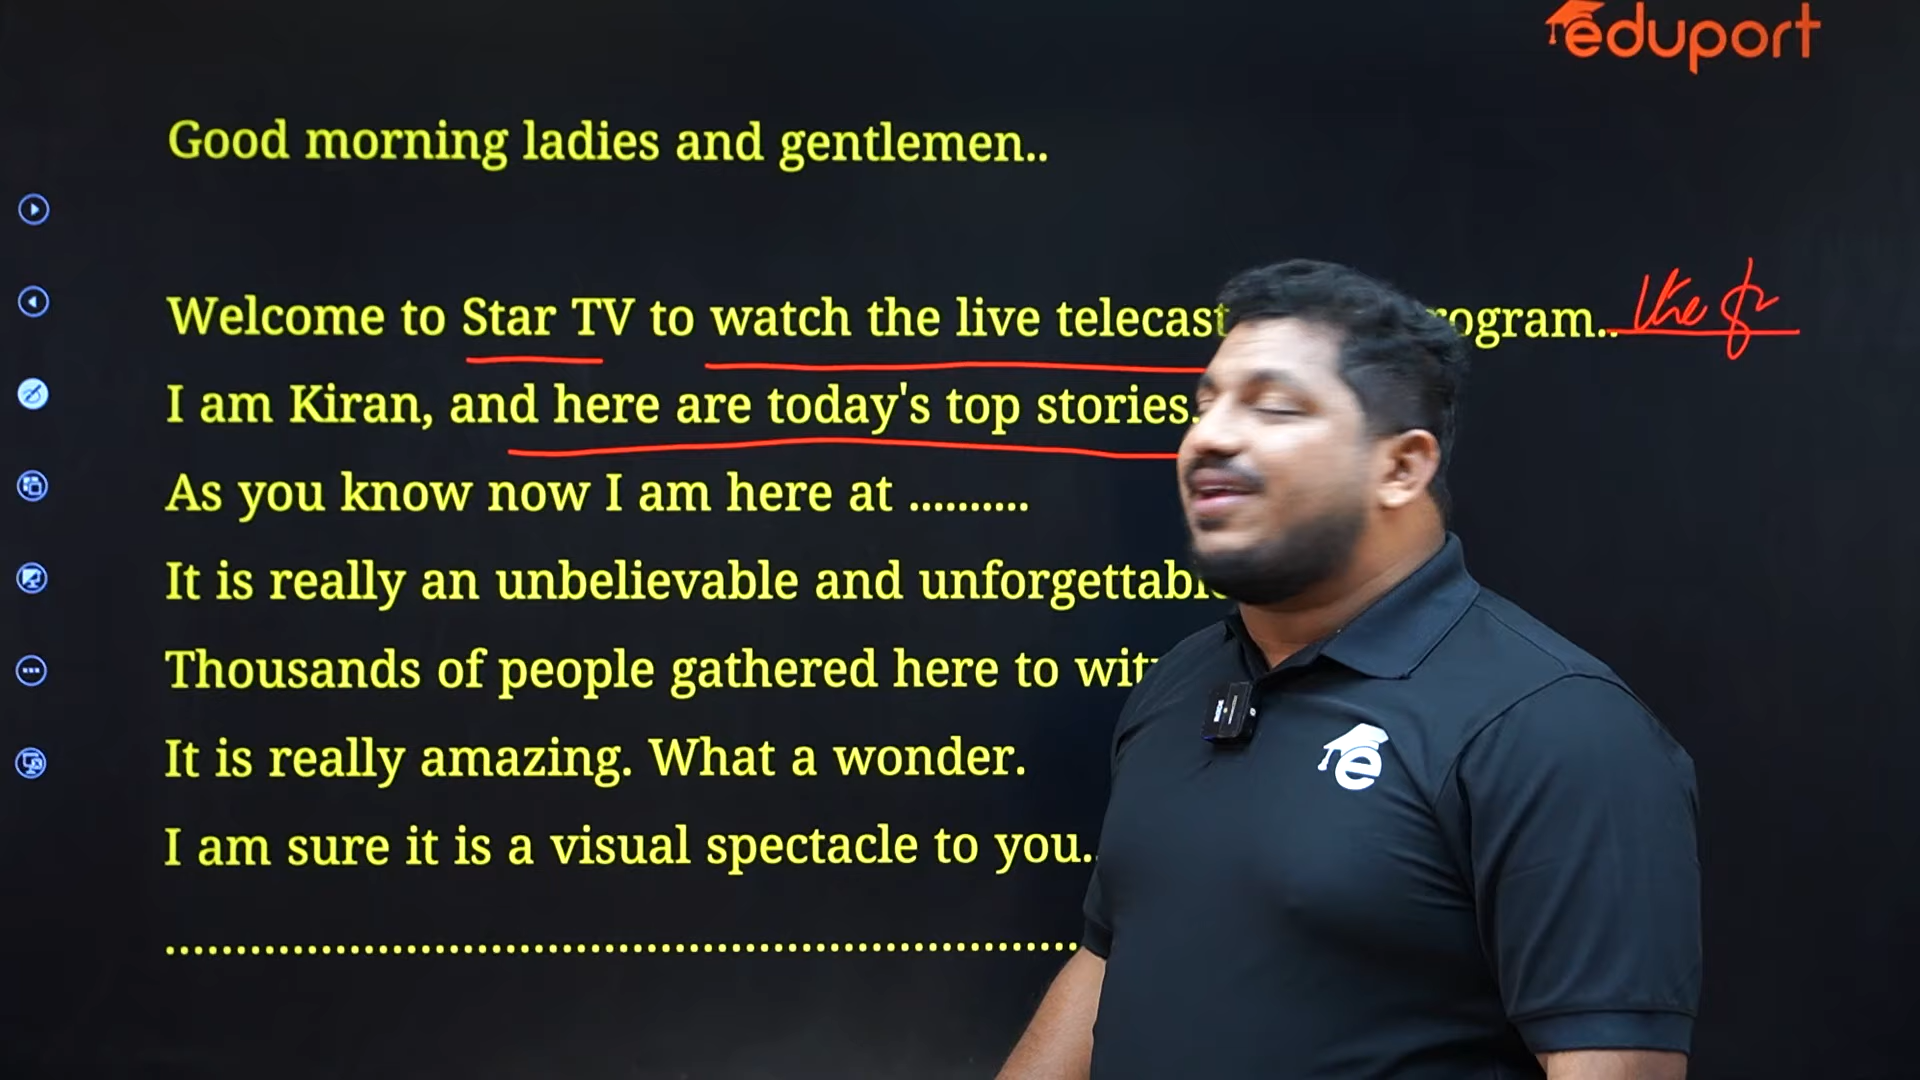 eduport
Good morning ladies and gentlemen..
Welcome to Star TV to watch the live telecast rogram.. the
I am Kiran, and here are today's top stories.
As you know now I am here at ..........
It is really an unbelievable and unforgettabl
Thousands of people gathered here to wit
It is really amazing. What a wonder.
I am sure it is a visual spectacle to you..
..................................................................
e